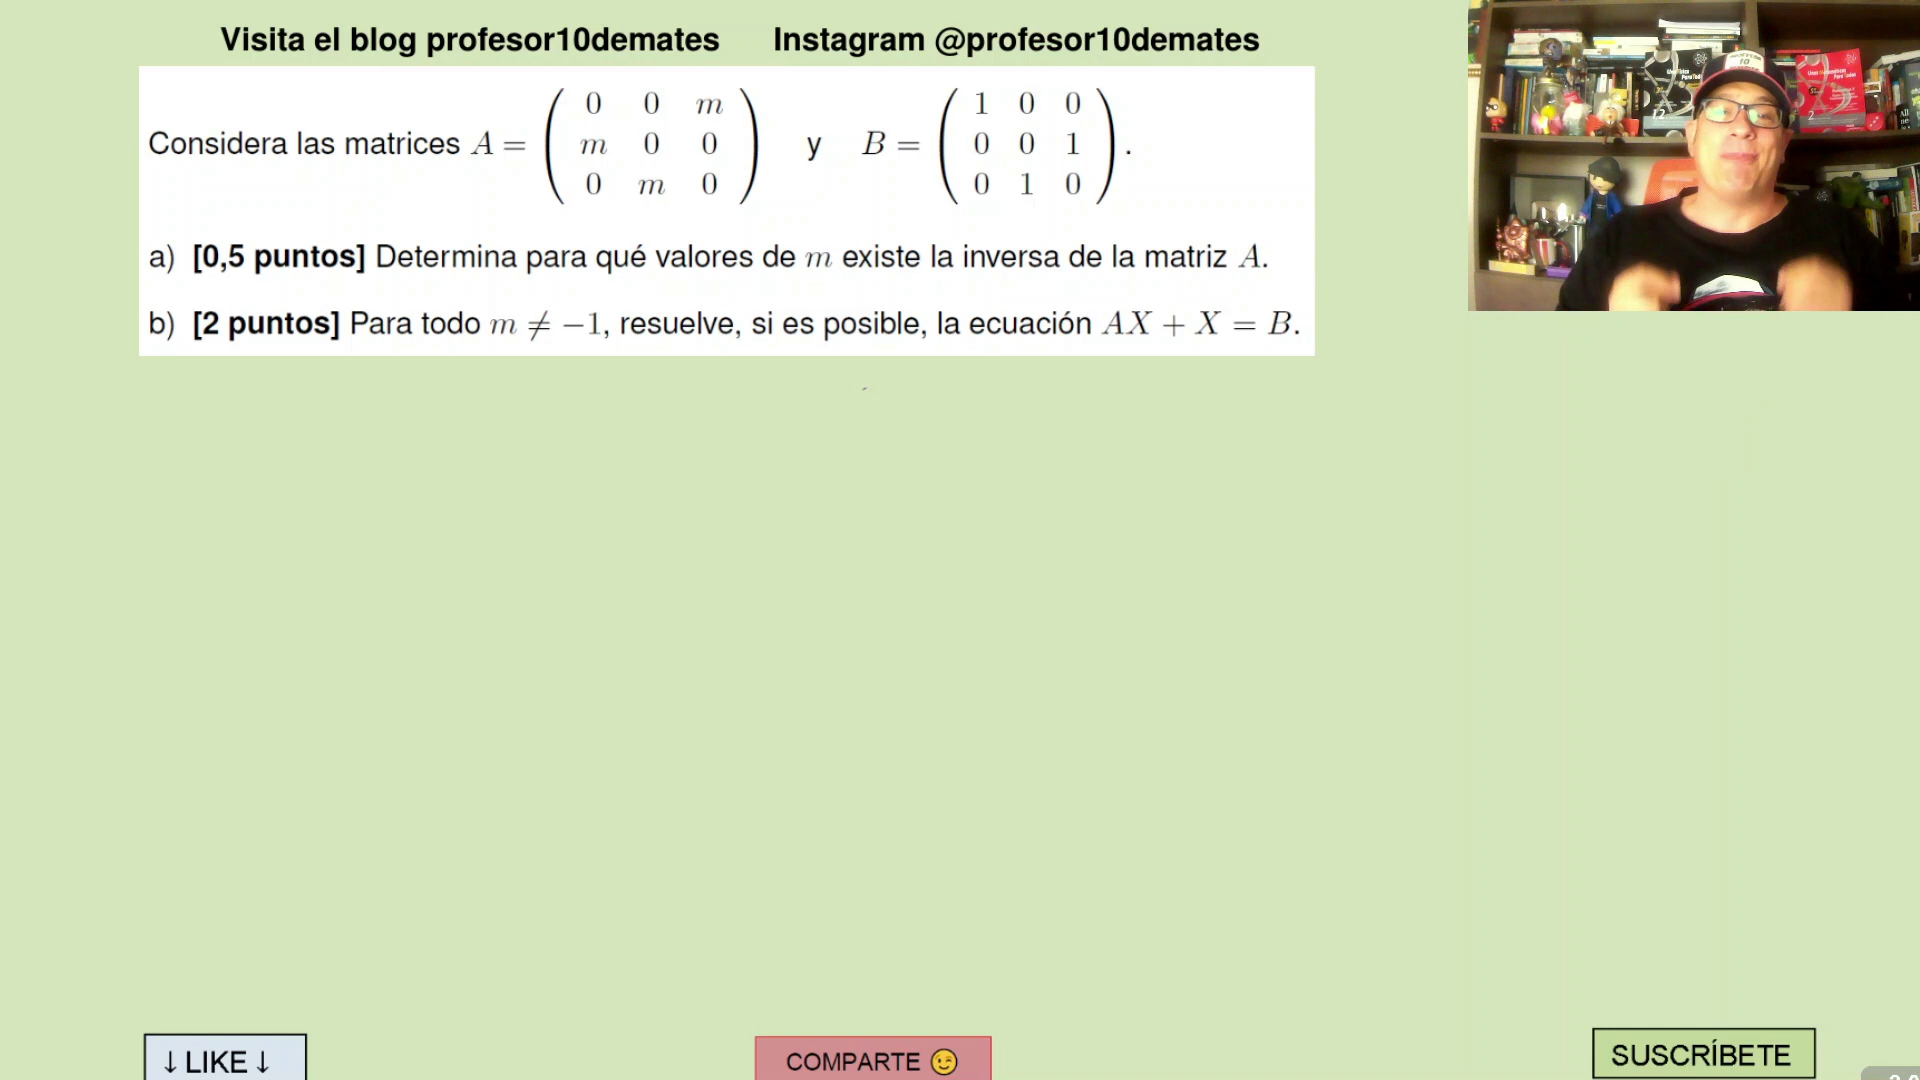 Visita el blog profesor10demates Instagram @profesor10demates
Considera las matrices A = ( 0 0 m ; m 0 0 ; 0 m 0 ) y B = ( 1 0 0 ; 0 0 1 ; 0 1 0 ) .
a) [0,5 puntos] Determina para qué valores de m existe la inversa de la matriz A.
b) [2 puntos] Para todo m ≠ −1, resuelve, si es posible, la ecuación AX + X = B.
↓ LIKE ↓
COMPARTE 😉
SUSCRÍBETE